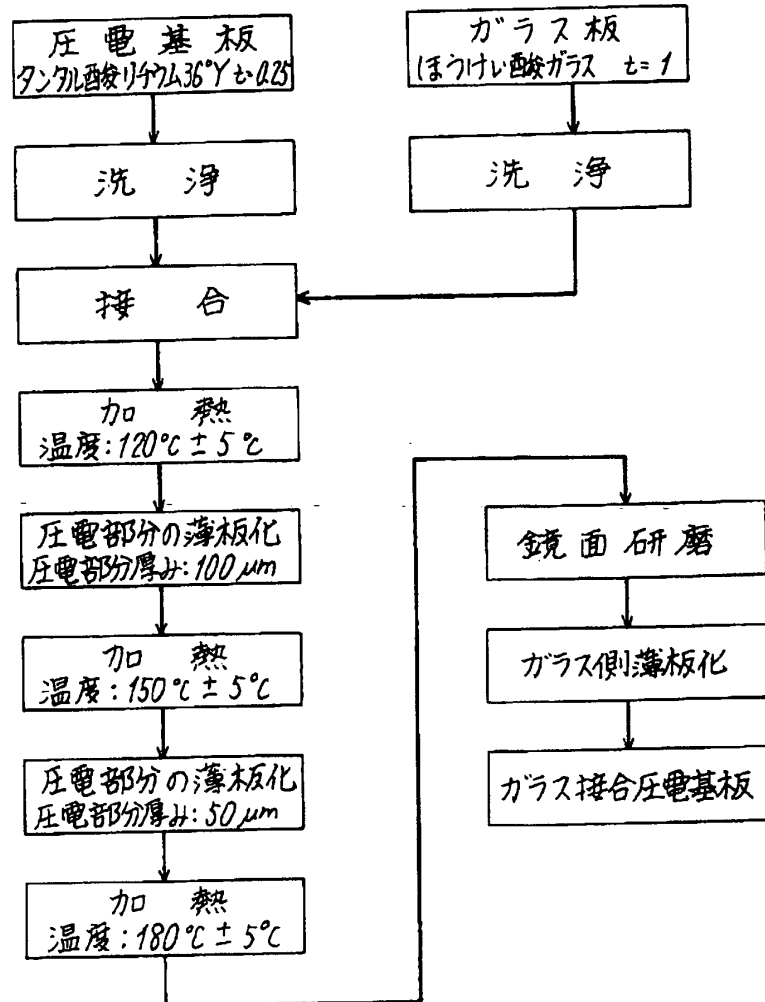 圧電基板
タンタル酸リチウム36°Y t=0.25
洗浄
接合
加熱
温度:120℃ ± 5℃
圧電部分の薄板化
圧電部分厚み:100μm
加熱
温度:150℃ ± 5℃
圧電部分の薄板化
圧電部分厚み:50μm
加熱
温度:180℃ ± 5℃
ガラス板
ほうけい酸ガラス t=1
洗浄
鏡面研磨
ガラス側薄板化
ガラス接合圧電基板